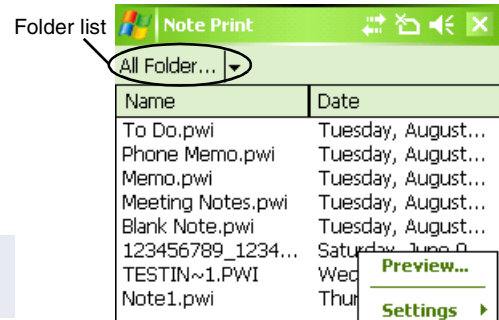 Folder list
Note Print
All Folder...
Name Date
To Do.pwi Tuesday, August...
Phone Memo.pwi Tuesday, August...
Memo.pwi Tuesday, August...
Meeting Notes.pwi Tuesday, August...
Blank Note.pwi Tuesday, August...
123456789_1234... Saturday, June
TESTIN~1.PWI Wed
Preview...
Note1.pwi Thur
Settings